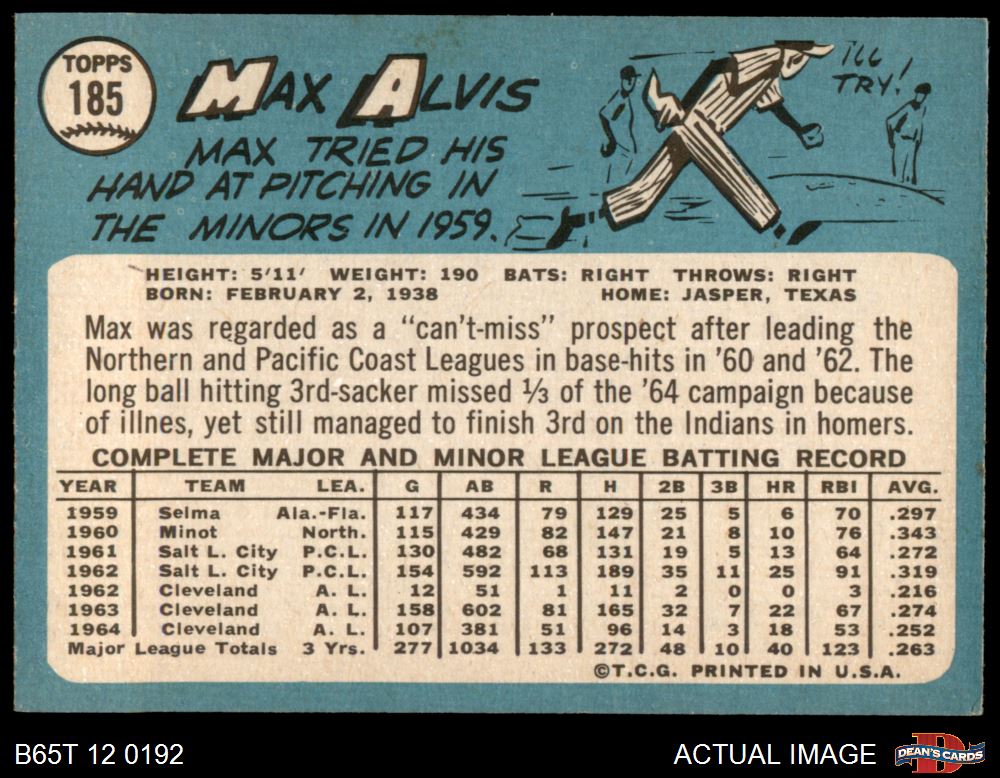 TOPPS
185
MAX ALVIS
I'LL
TRY!
MAX TRIED HIS
HAND AT PITCHING IN
THE MINORS IN 1959.
HEIGHT: 5'11' WEIGHT: 190 BATS: RIGHT THROWS: RIGHT
BORN: FEBRUARY 2, 1938 HOME: JASPER, TEXAS
Max was regarded as a "can't-miss" prospect after leading the
Northern and Pacific Coast Leagues in base-hits in '60 and '62. The
long ball hitting 3rd-sacker missed ⅓ of the '64 campaign because
of illnes, yet still managed to finish 3rd on the Indians in homers.
COMPLETE MAJOR AND MINOR LEAGUE BATTING RECORD
YEAR TEAM LEA. G AB R H 2B 3B HR RBI AVG.
1959 Selma Ala.-Fla. 117 434 79 129 25 5 6 70 .297
1960 Minot North. 115 429 82 147 21 8 10 76 .343
1961 Salt L. City P.C.L. 130 482 68 131 19 5 13 64 .272
1962 Salt L. City P.C.L. 154 592 113 189 35 11 25 91 .319
1962 Cleveland A. L. 12 51 1 11 2 0 0 3 .216
1963 Cleveland A. L. 158 602 81 165 32 7 22 67 .274
1964 Cleveland A. L. 107 381 51 96 14 3 18 53 .252
Major League Totals 3 Yrs. 277 1034 133 272 48 10 40 123 .263
©T.C.G. PRINTED IN U.S.A.
B65T 12 0192 ACTUAL IMAGE
D
DEAN'S CARDS